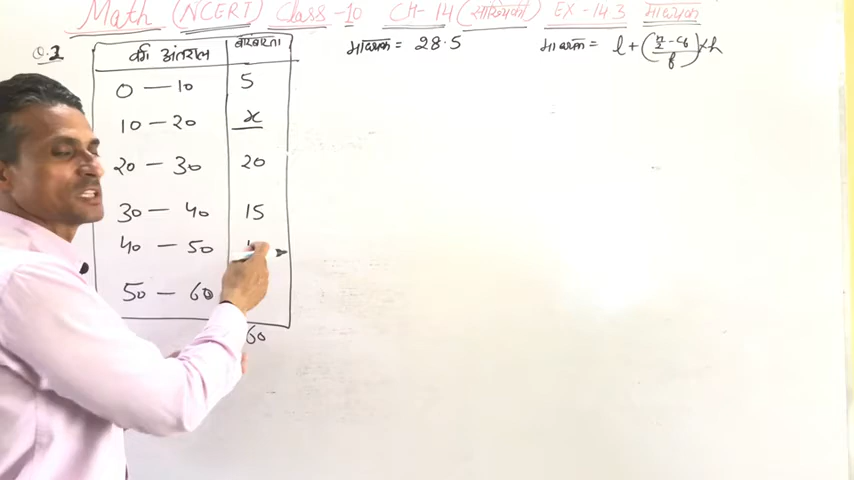 Math (NCERT) Class-10 CH-14 (सांख्यिकी) EX-14.3 माध्यक
Q.2
वर्ग अंतराल बारंबारता
माध्यक = 28.5
माध्यक = l + (n/2 - cf / f) × h
0 — 10 5
10 — 20 x
20 — 30 20
30 — 40 15
40 — 50
50 — 60
60